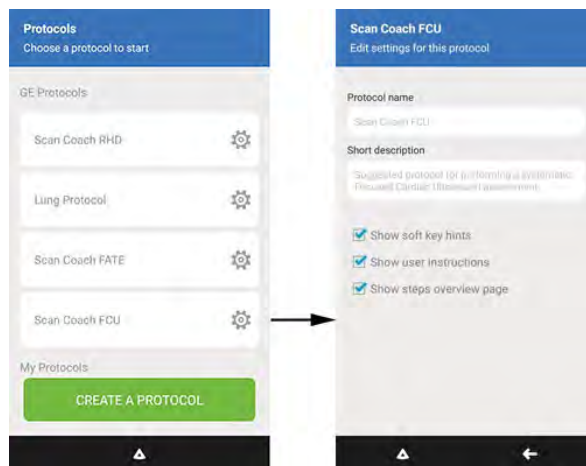 Protocols
Choose a protocol to start
GE Protocols
Scan Coach RHD
Lung Protocol
Scan Coach FATE
Scan Coach FCU
My Protocols
CREATE A PROTOCOL
Scan Coach FCU
Edit settings for this protocol
Protocol name
Scan Coach FCU
Short description
Suggested protocol for performing a systematic
Focused Cardiac Ultrasound assessment.
Show soft key hints
Show user instructions
Show steps overview page